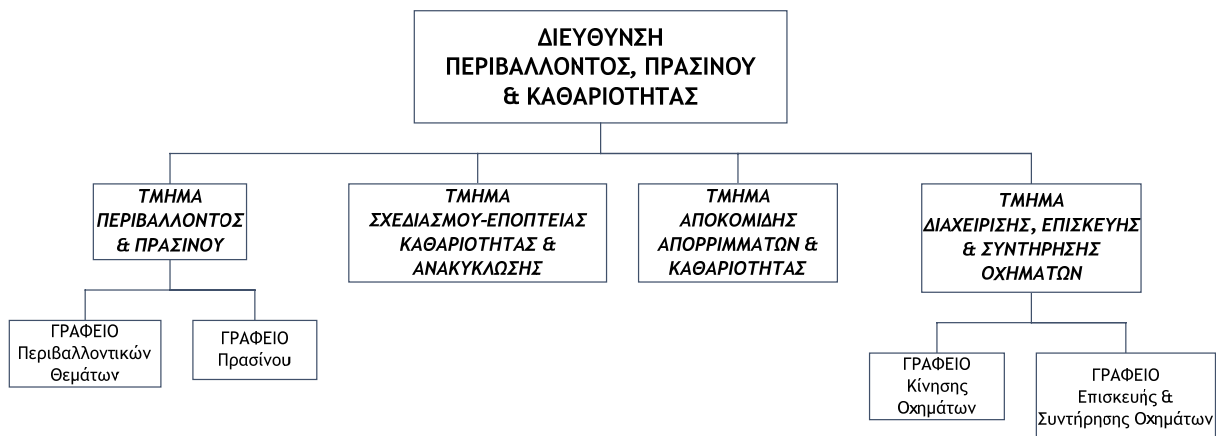 ΔΙΕΥΘΥΝΣΗ
ΠΕΡΙΒΑΛΛΟΝΤΟΣ, ΠΡΑΣΙΝΟΥ
& ΚΑΘΑΡΙΟΤΗΤΑΣ
ΤΜΗΜΑ
ΠΕΡΙΒΑΛΛΟΝΤΟΣ
& ΠΡΑΣΙΝΟΥ
ΤΜΗΜΑ
ΣΧΕΔΙΑΣΜΟΥ-ΕΠΟΠΤΕΙΑΣ
ΚΑΘΑΡΙΟΤΗΤΑΣ &
ΑΝΑΚΥΚΛΩΣΗΣ
ΤΜΗΜΑ
ΑΠΟΚΟΜΙΔΗΣ
ΑΠΟΡΡΙΜΜΑΤΩΝ &
ΚΑΘΑΡΙΟΤΗΤΑΣ
ΤΜΗΜΑ
ΔΙΑΧΕΙΡΙΣΗΣ, ΕΠΙΣΚΕΥΗΣ
& ΣΥΝΤΗΡΗΣΗΣ
ΟΧΗΜΑΤΩΝ
ΓΡΑΦΕΙΟ
Περιβαλλοντικών
Θεμάτων
ΓΡΑΦΕΙΟ
Πρασίνου
ΓΡΑΦΕΙΟ
Κίνησης
Οχημάτων
ΓΡΑΦΕΙΟ
Επισκευής &
Συντήρησης Οχημάτων